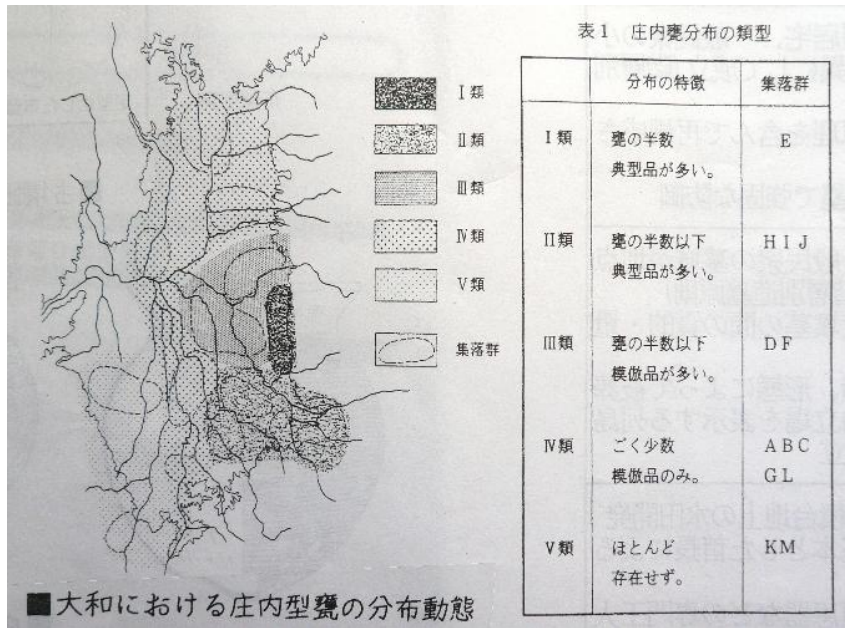 表1 庄内甕分布の類型
分布の特徴 集落群
Ⅰ類 甕の半数 E
典型品が多い。
Ⅱ類 甕の半数以下 H I J
典型品が多い。
Ⅲ類 甕の半数以下 D F
模倣品が多い。
Ⅳ類 ごく少数 A B C
模倣品のみ。 G L
Ⅴ類 ほとんど K M
存在せず。
Ⅰ類
Ⅱ類
Ⅲ類
Ⅳ類
Ⅴ類
集落群
■大和における庄内型甕の分布動態